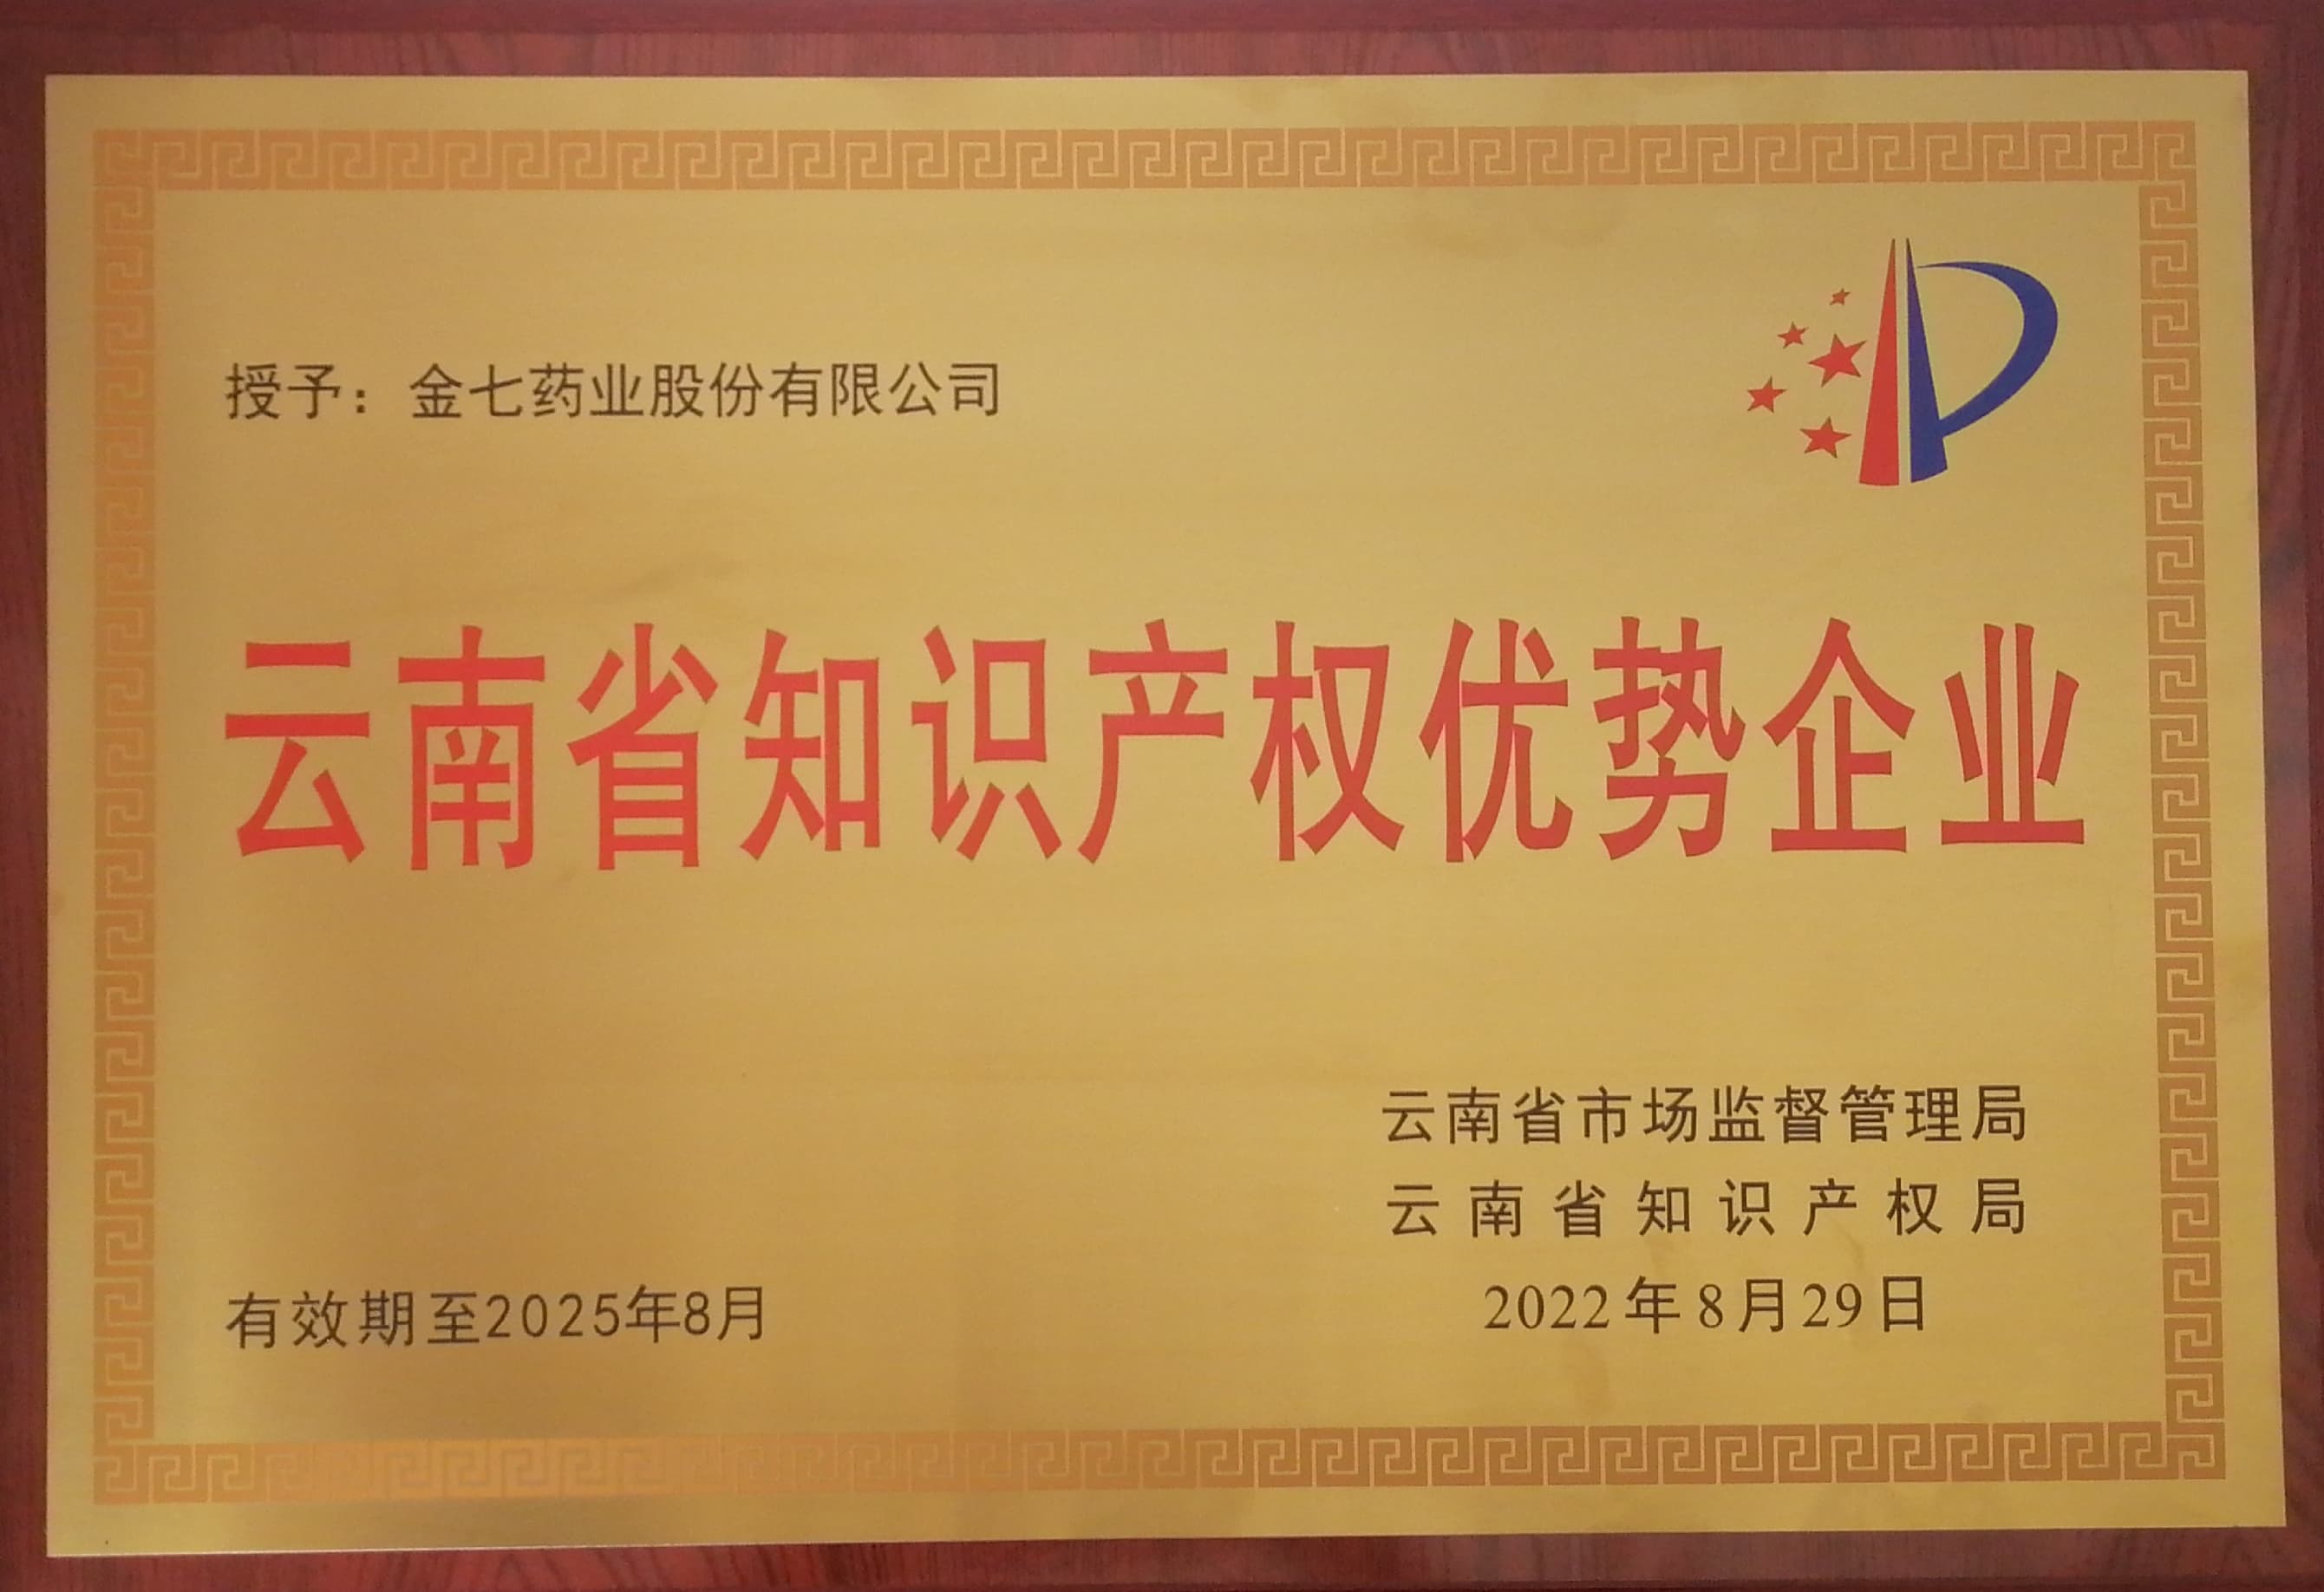 授予：金七药业股份有限公司
云南省知识产权优势企业
云南省市场监督管理局
云南省知识产权局
有效期至2025年8月
2022年8月29日